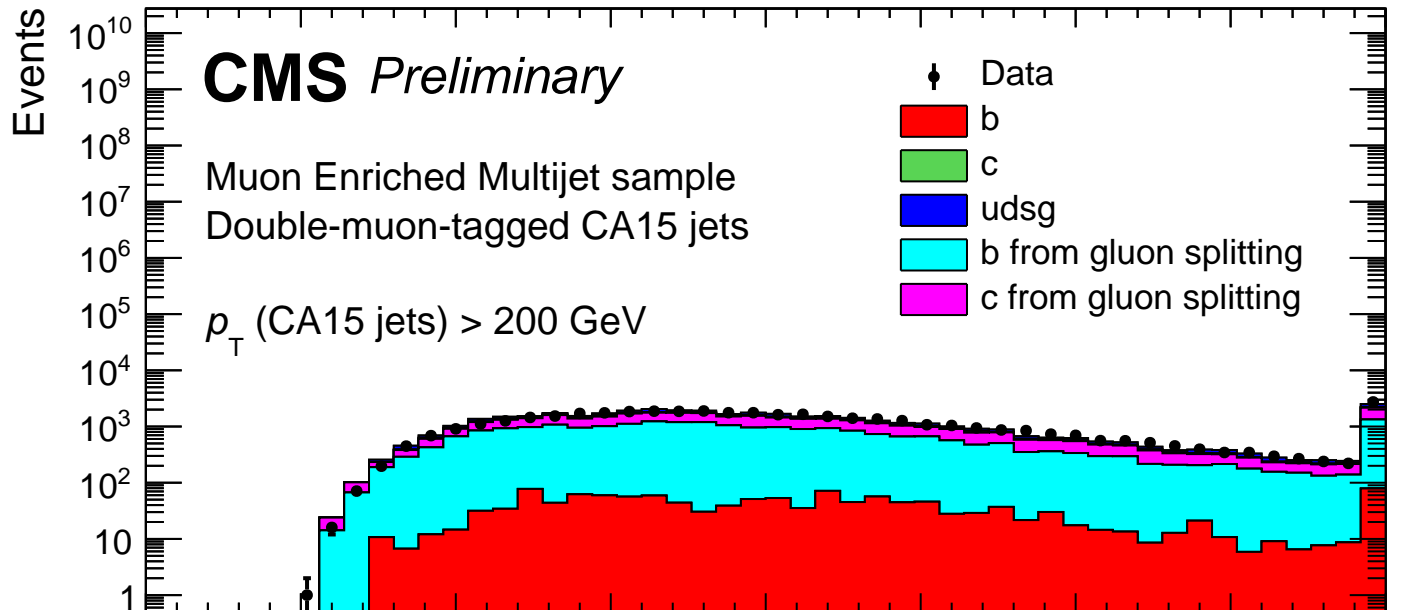 Events
10^10
10^9
10^8
10^7
10^6
10^5
10^4
10^3
10^2
10
1
CMS Preliminary
Muon Enriched Multijet sample
Double-muon-tagged CA15 jets
p_T (CA15 jets) > 200 GeV
Data
b
c
udsg
b from gluon splitting
c from gluon splitting